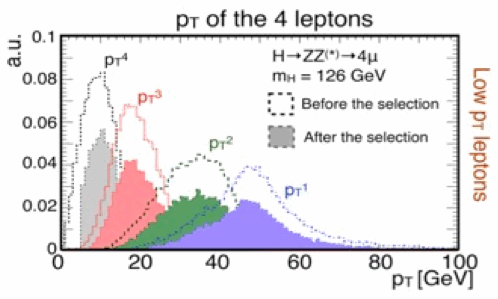 pT of the 4 leptons
a.u.
0.1
0.08
0.06
0.04
0.02
0
pT4
pT3
pT2
pT1
H→ZZ(*)→4μ
mH = 126 GeV
Before the selection
After the selection
Low pT leptons
0 20 40 60 80 100
pT [GeV]